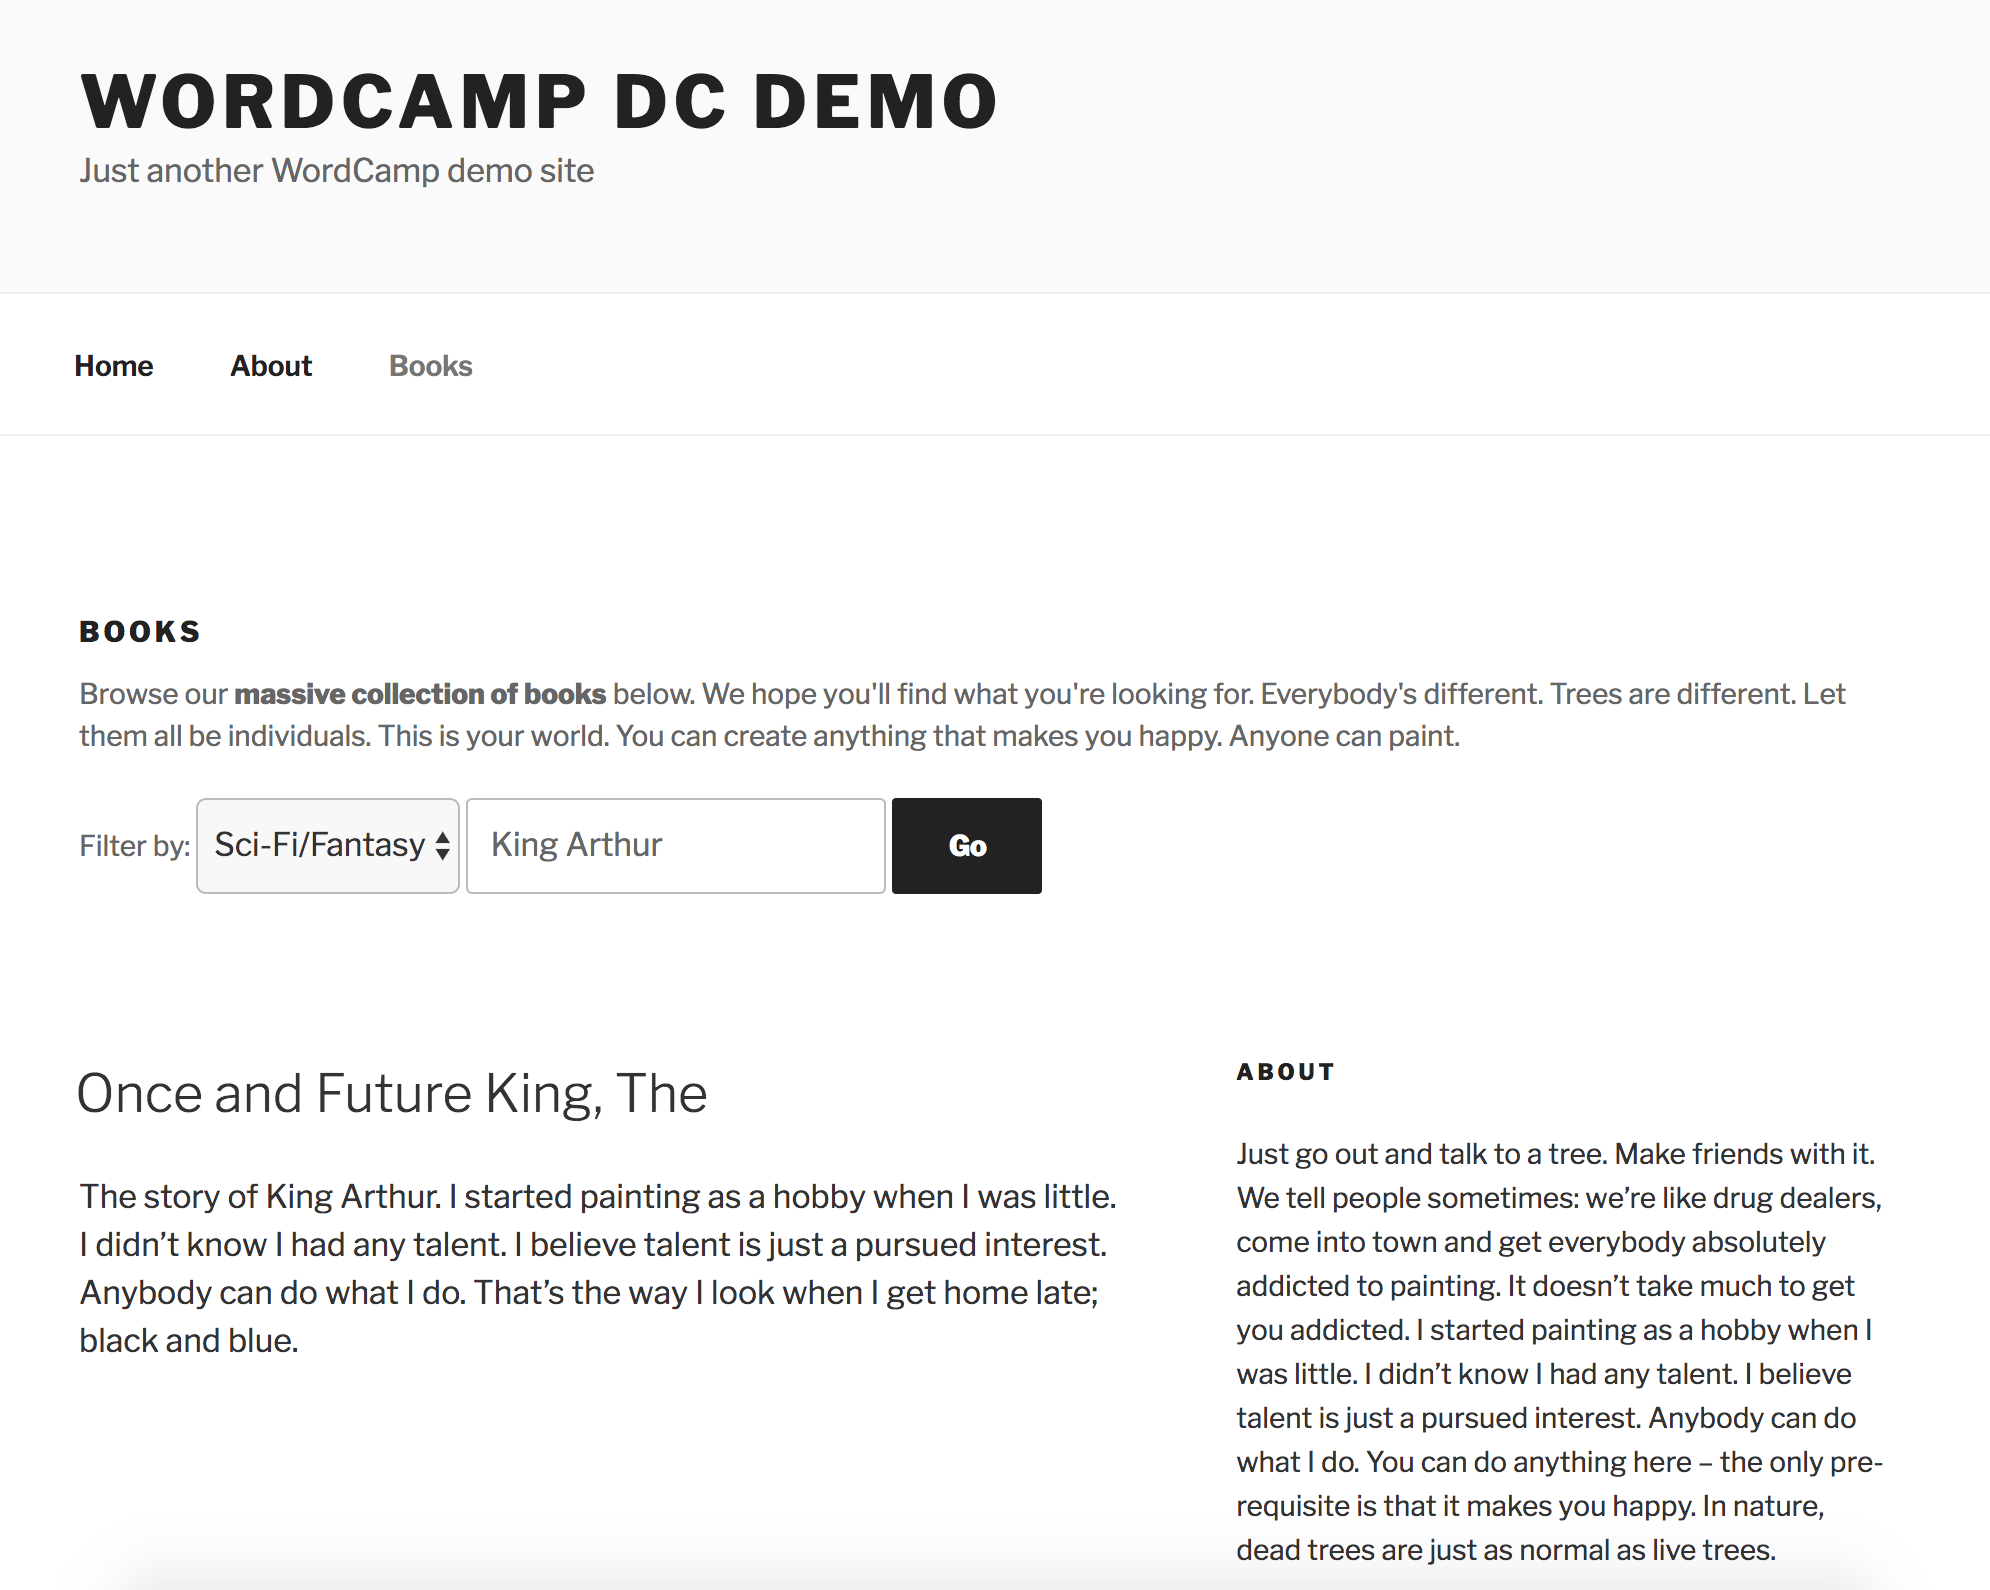 WORDCAMP DC DEMO
Just another WordCamp demo site
Home About Books
BOOKS
Browse our massive collection of books below. We hope you'll find what you're looking for. Everybody's different. Trees are different. Let
them all be individuals. This is your world. You can create anything that makes you happy. Anyone can paint.
Filter by: Sci-Fi/Fantasy King Arthur Go
Once and Future King, The
The story of King Arthur. I started painting as a hobby when I was little.
I didn’t know I had any talent. I believe talent is just a pursued interest.
Anybody can do what I do. That’s the way I look when I get home late;
black and blue.
ABOUT
Just go out and talk to a tree. Make friends with it.
We tell people sometimes: we’re like drug dealers,
come into town and get everybody absolutely
addicted to painting. It doesn’t take much to get
you addicted. I started painting as a hobby when I
was little. I didn’t know I had any talent. I believe
talent is just a pursued interest. Anybody can do
what I do. You can do anything here – the only pre-
requisite is that it makes you happy. In nature,
dead trees are just as normal as live trees.